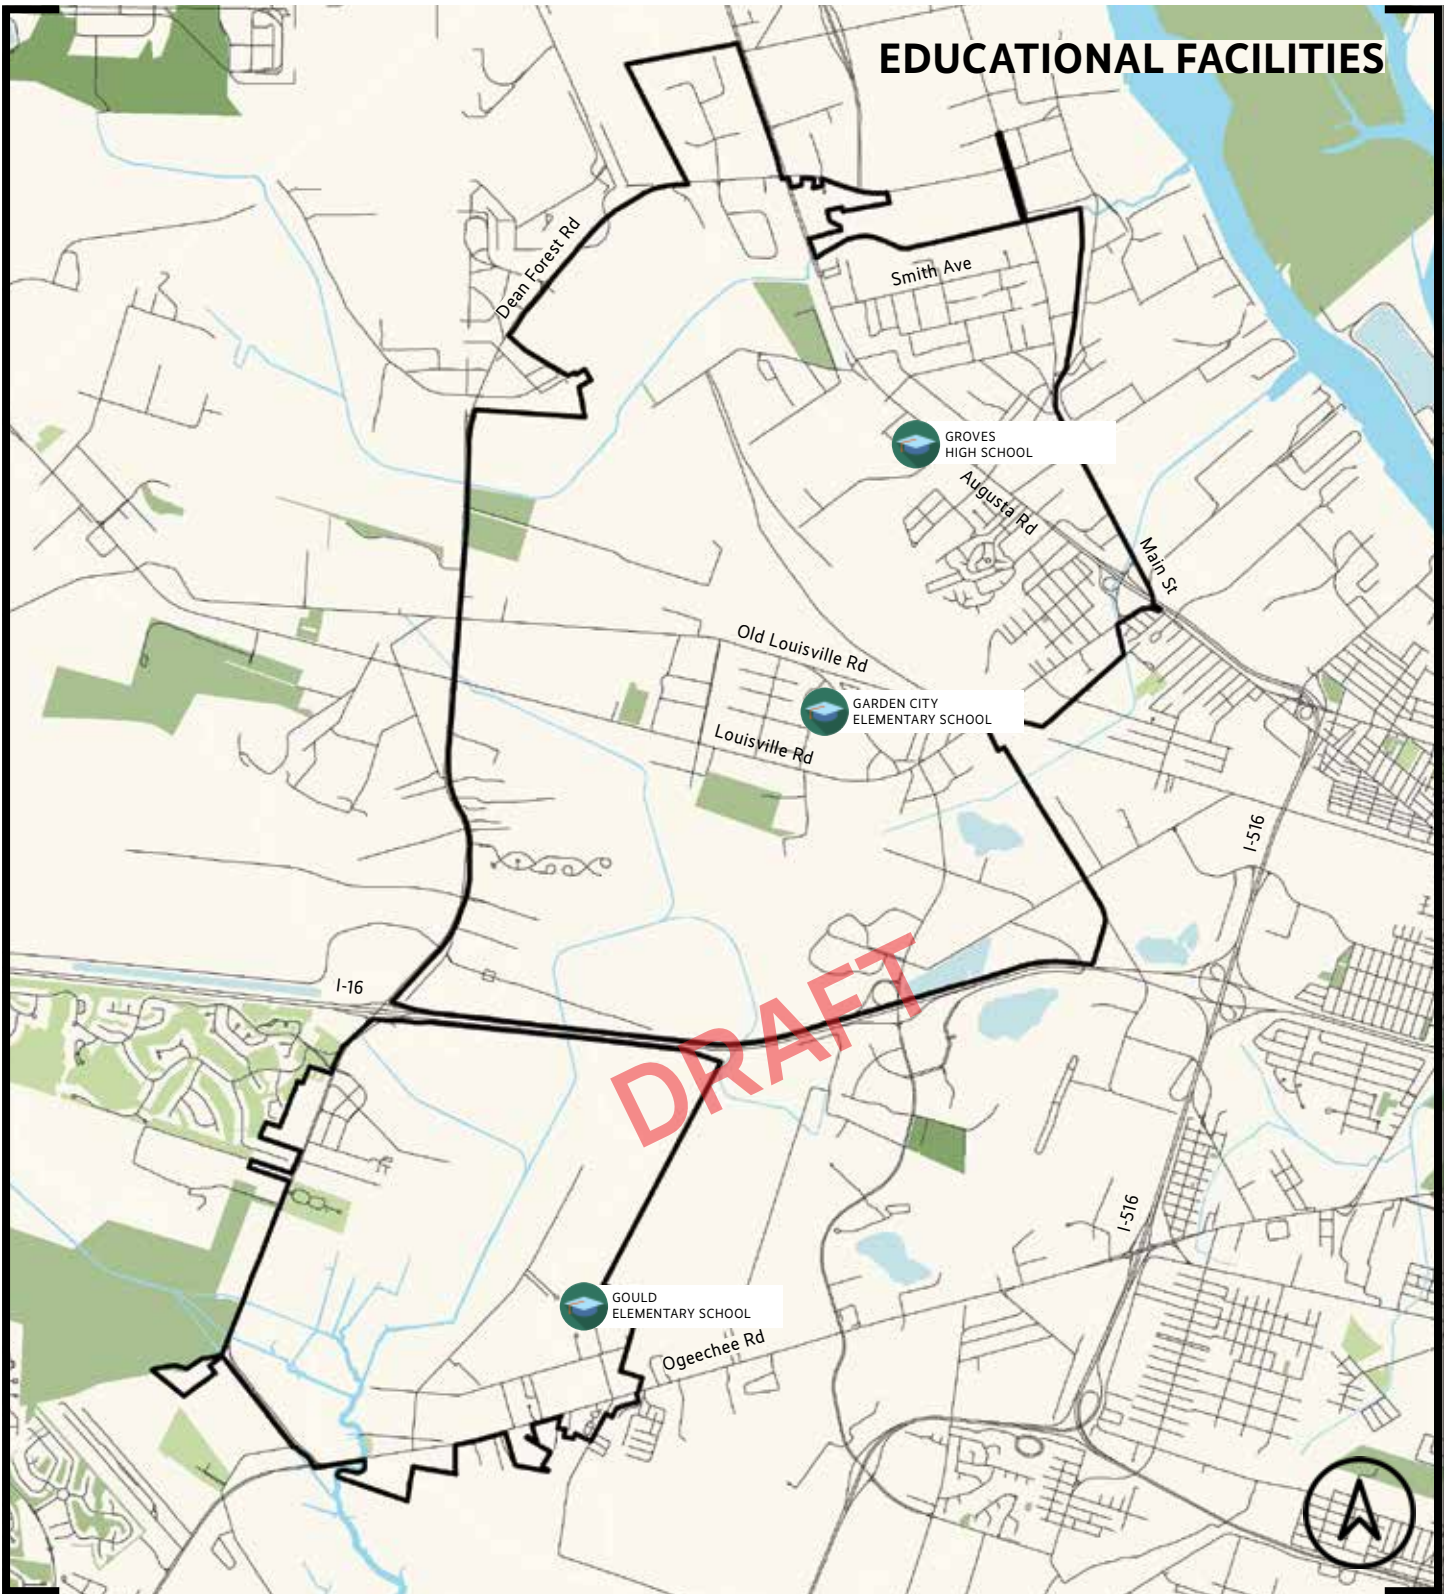 EDUCATIONAL FACILITIES
Dean Forest Rd
Smith Ave
GROVES
HIGH SCHOOL
Augusta Rd
Main St
Old Louisville Rd
GARDEN CITY
ELEMENTARY SCHOOL
Louisville Rd
I-516
I-16
DRAFT
I-516
GOULD
ELEMENTARY SCHOOL
Ogeechee Rd